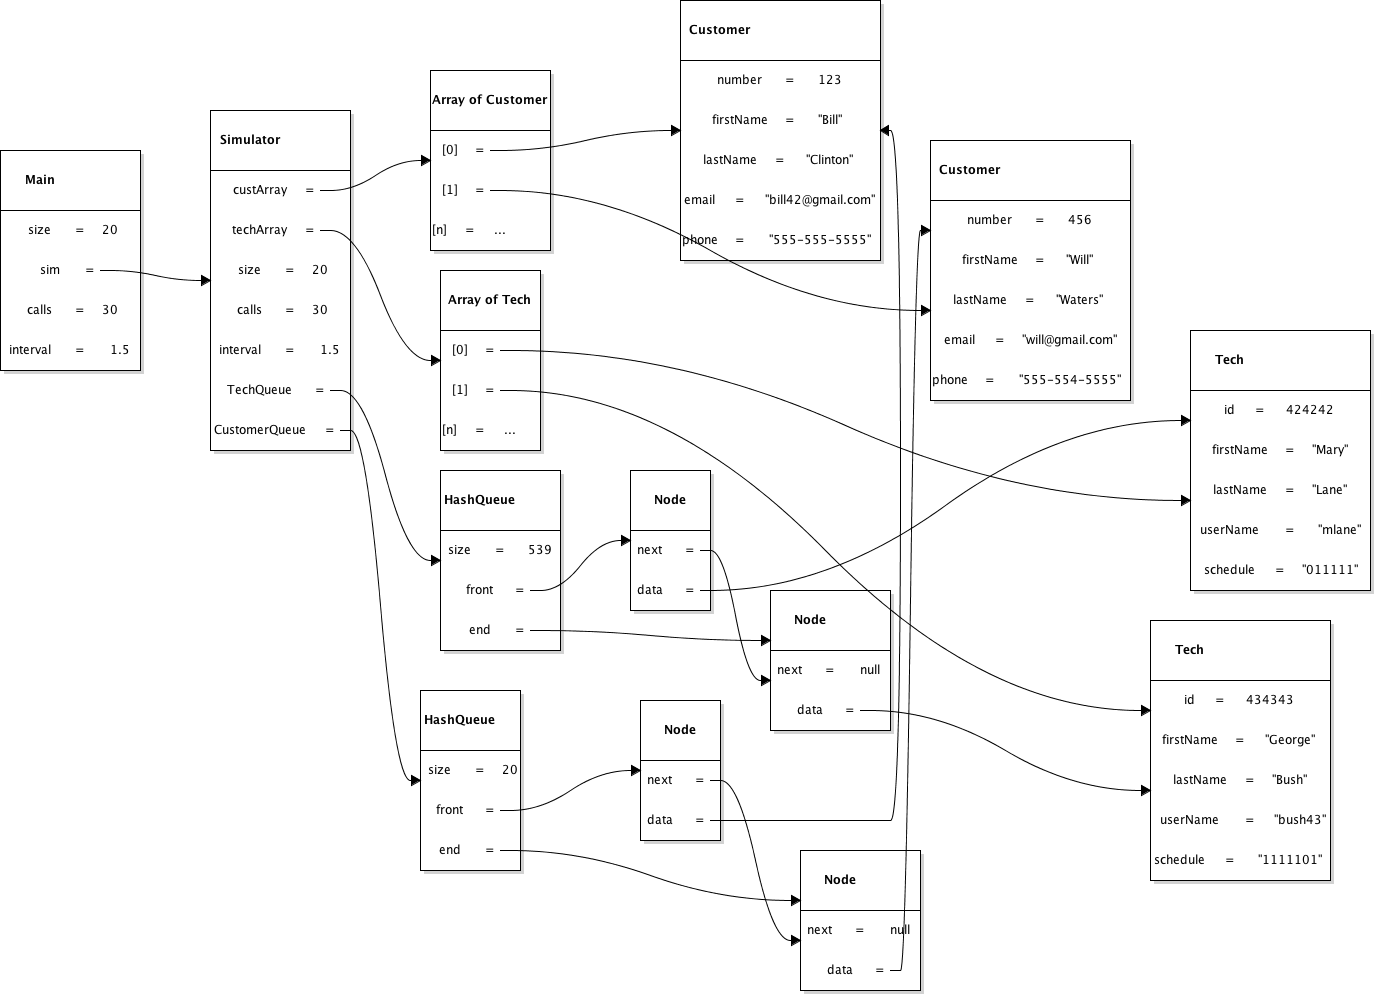 Main
size = 20
sim =
calls = 30
interval = 1.5
Simulator
custArray =
techArray =
size = 20
calls = 30
interval = 1.5
TechQueue =
CustomerQueue =
Array of Customer
[0] =
[1] =
[n] = ...
Array of Tech
[0] =
[1] =
[n] = ...
HashQueue
size = 539
front =
end =
HashQueue
size = 20
front =
end =
Customer
number = 123
firstName = "Bill"
lastName = "Clinton"
email = "bill42@gmail.com"
phone = "555-555-5555"
Node
next =
data =
Node
next =
data =
Node
next = null
data =
Node
next = null
data =
Customer
number = 456
firstName = "Will"
lastName = "Waters"
email = "will@gmail.com"
phone = "555-554-5555"
Tech
id = 424242
firstName = "Mary"
lastName = "Lane"
userName = "mlane"
schedule = "011111"
Tech
id = 434343
firstName = "George"
lastName = "Bush"
userName = "bush43"
schedule = "1111101"